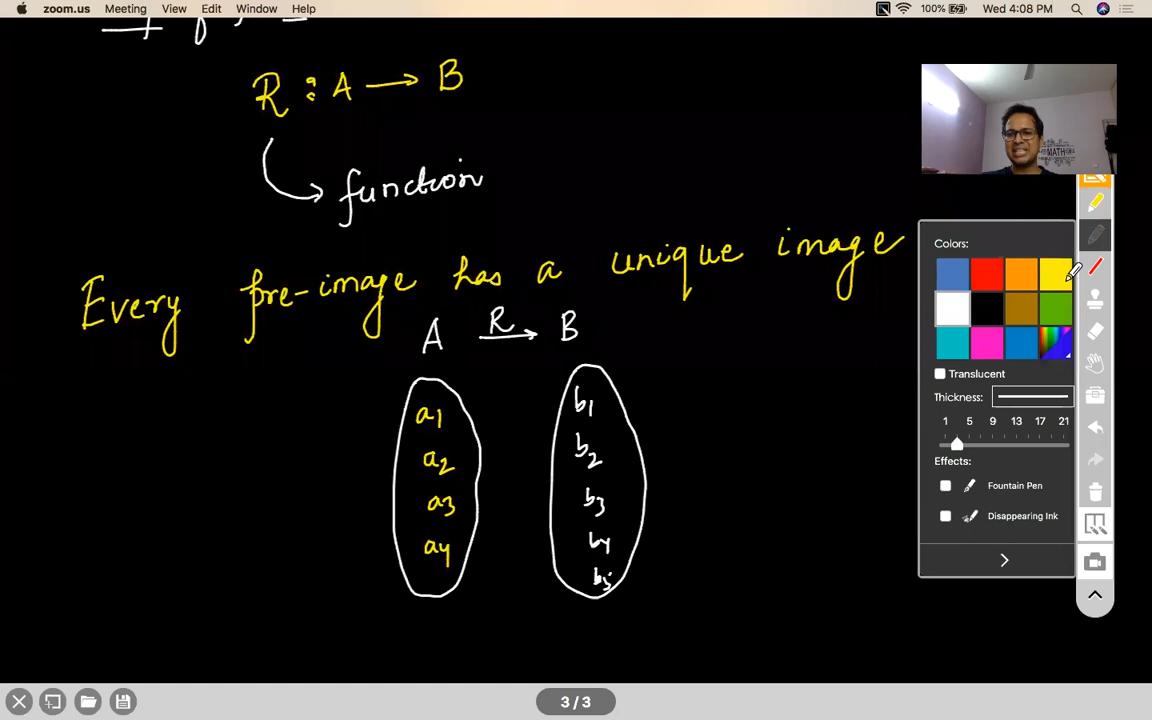 zoom.us Meeting View Edit Window Help 100% Wed 4:08 PM
R : A → B
function
Every pre-image has a unique image
A R→ B
a1 b1
a2 b2
a3 b3
a4 b4
b5
MATH
Colors:
Translucent
Thickness:
1 5 9 13 17 21
Effects:
Fountain Pen
Disappearing Ink
3 / 3